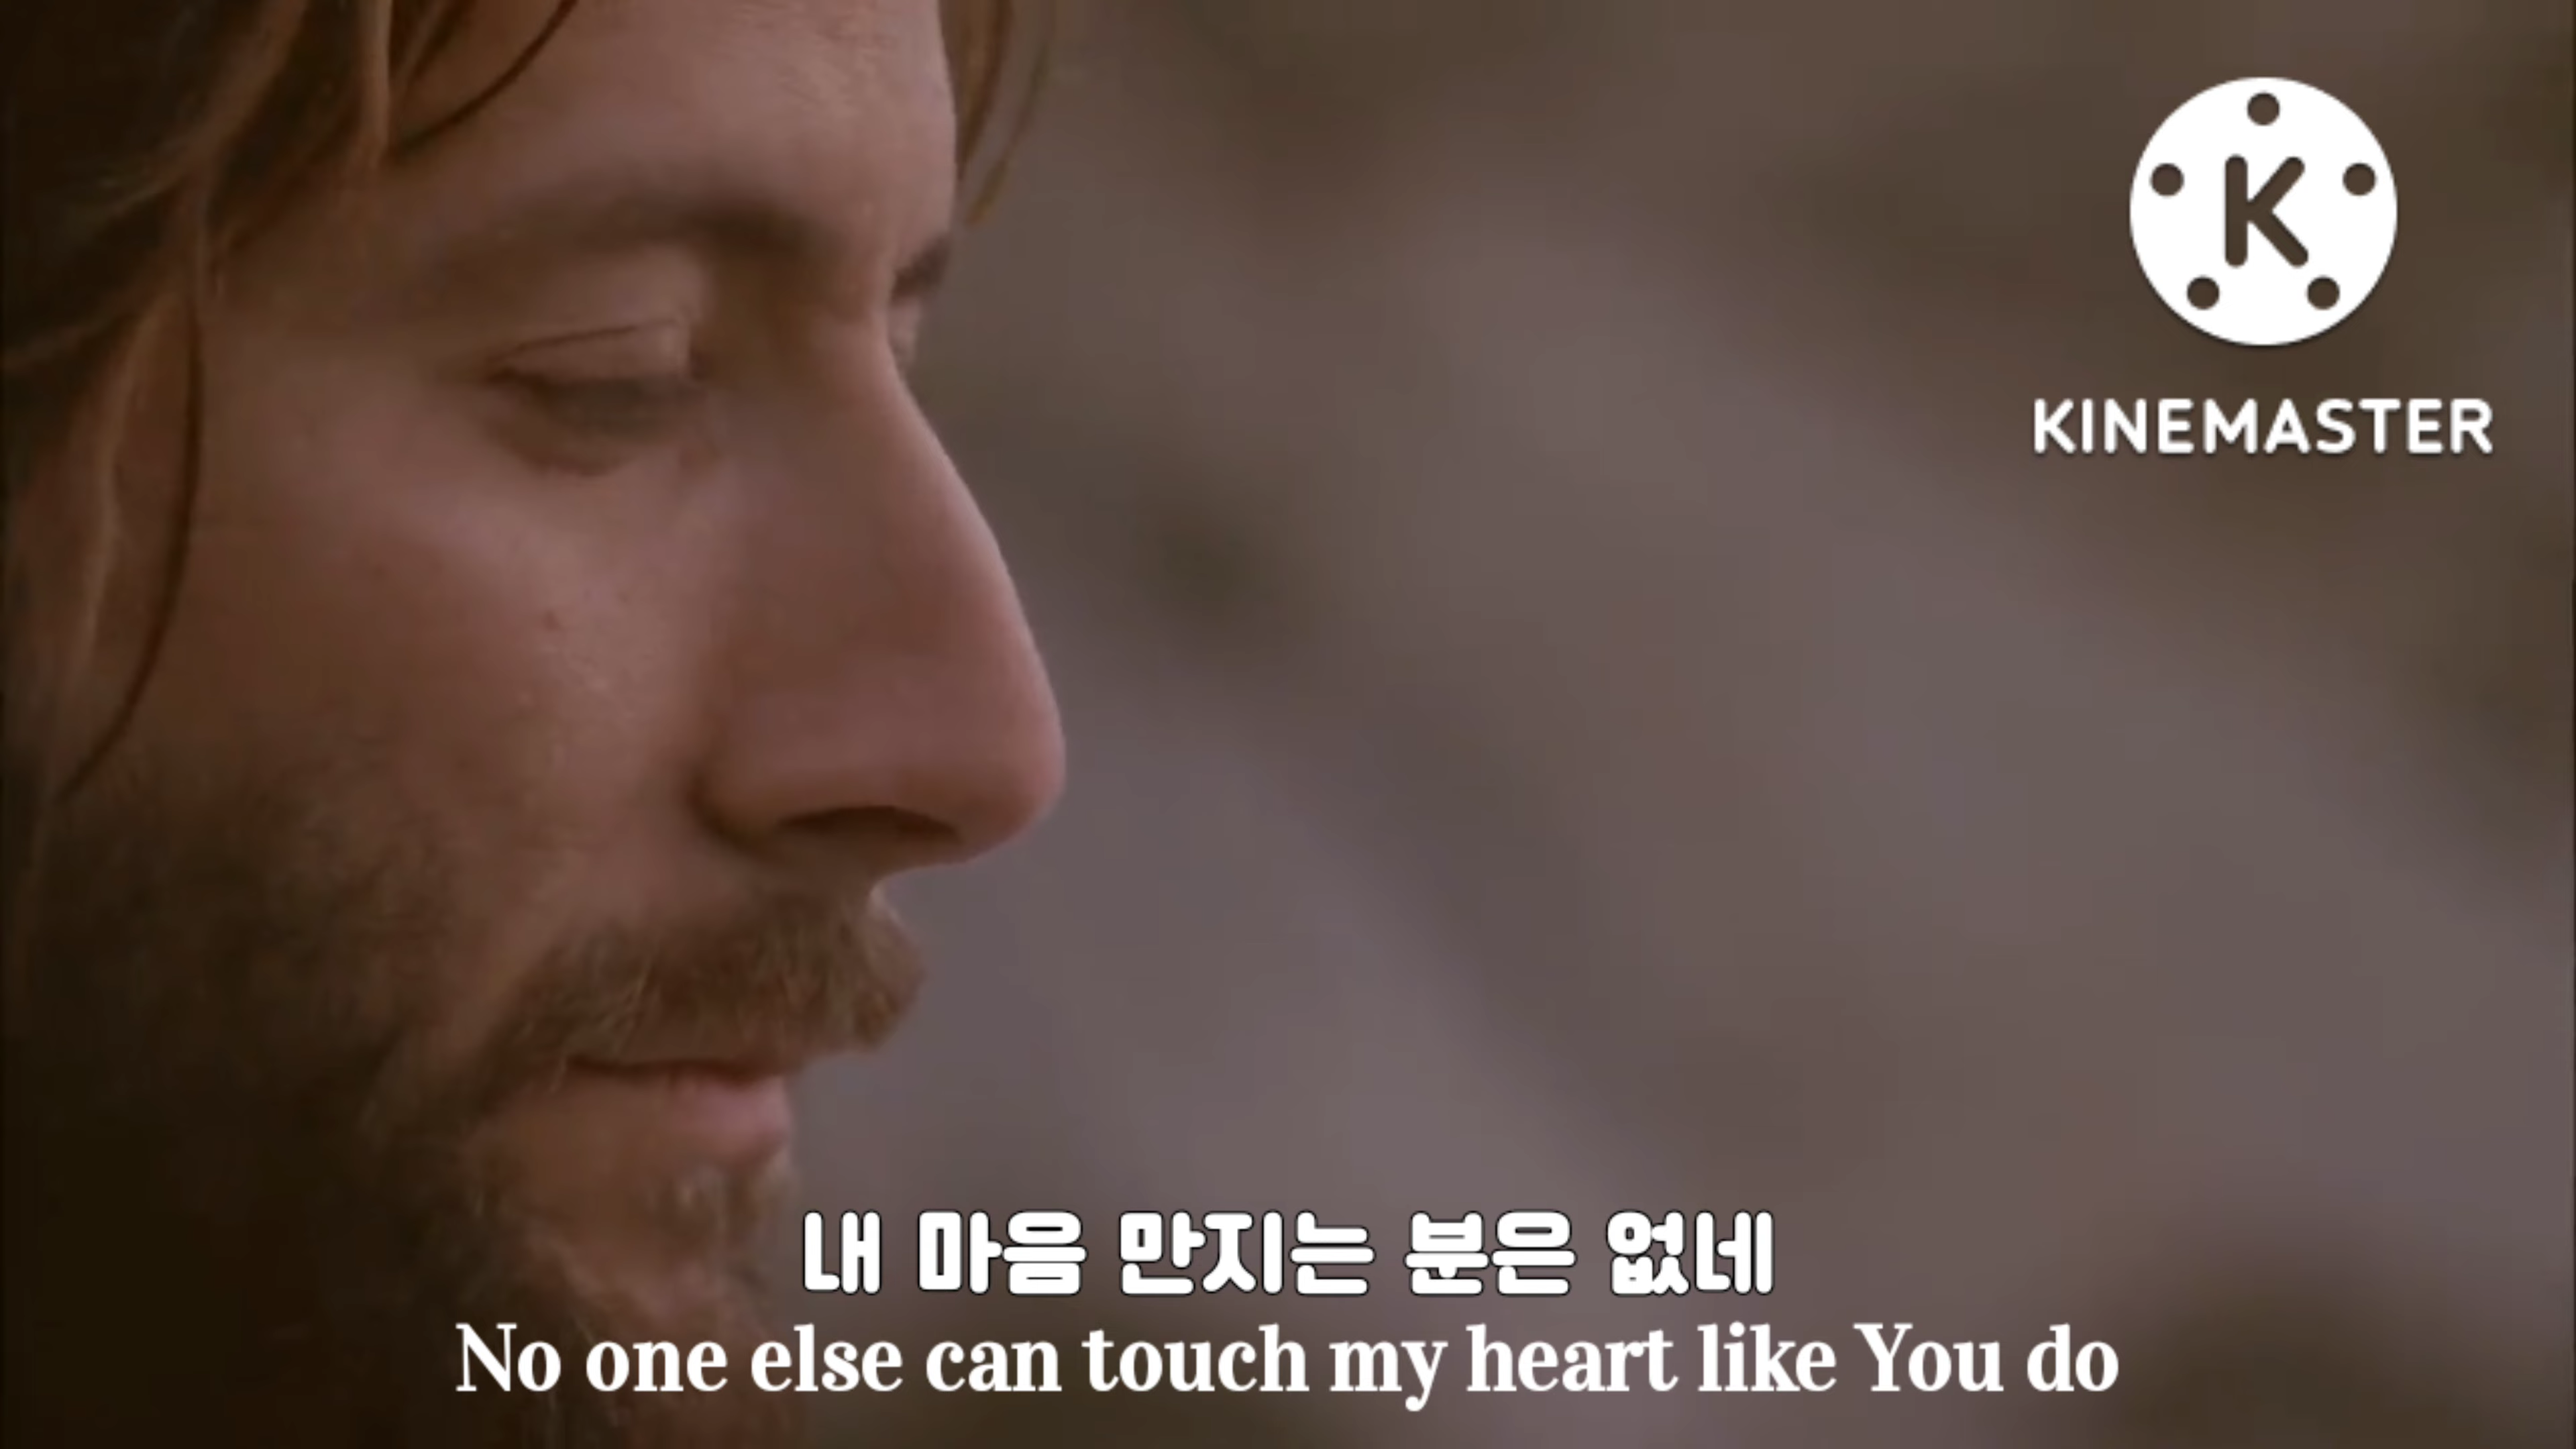 K
KINEMASTER
내 마음 만지는 분은 없네
No one else can touch my heart like You do